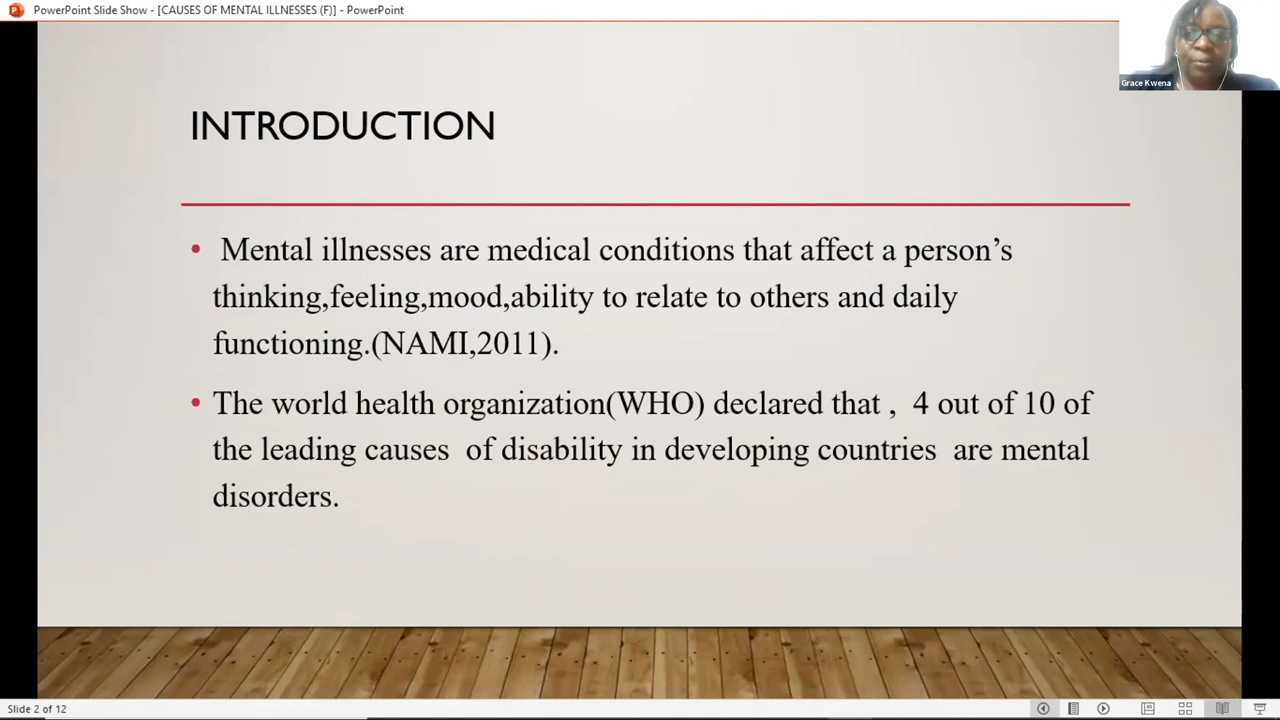 PowerPoint Slide Show - [CAUSES OF MENTAL ILLNESSES (F)] - PowerPoint
Grace Kwena
INTRODUCTION
• Mental illnesses are medical conditions that affect a person’s
thinking,feeling,mood,ability to relate to others and daily
functioning.(NAMI,2011).
• The world health organization(WHO) declared that , 4 out of 10 of
the leading causes of disability in developing countries are mental
disorders.
Slide 2 of 12